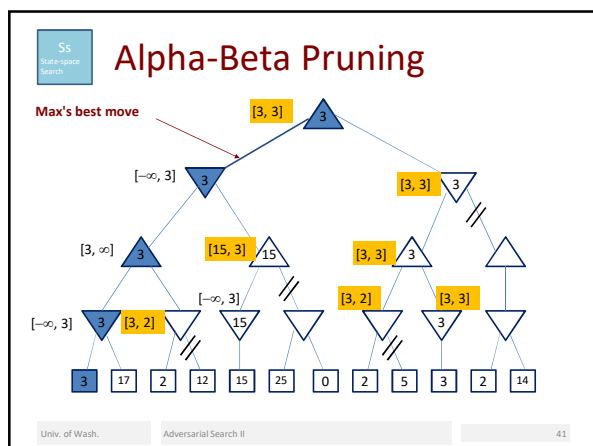 Ss
State-space
Search
Alpha-Beta Pruning
Max's best move
[3, 3]
3
[−∞, 3]
3
[3, 3]
3
[3, ∞]
3
[15, 3]
15
[3, 3]
3
[−∞, 3]
3
[3, 2]
[−∞, 3]
15
[3, 2]
[3, 3]
3
3 17 2 12 15 25 0 2 5 3 2 14
Univ. of Wash. Adversarial Search II 41